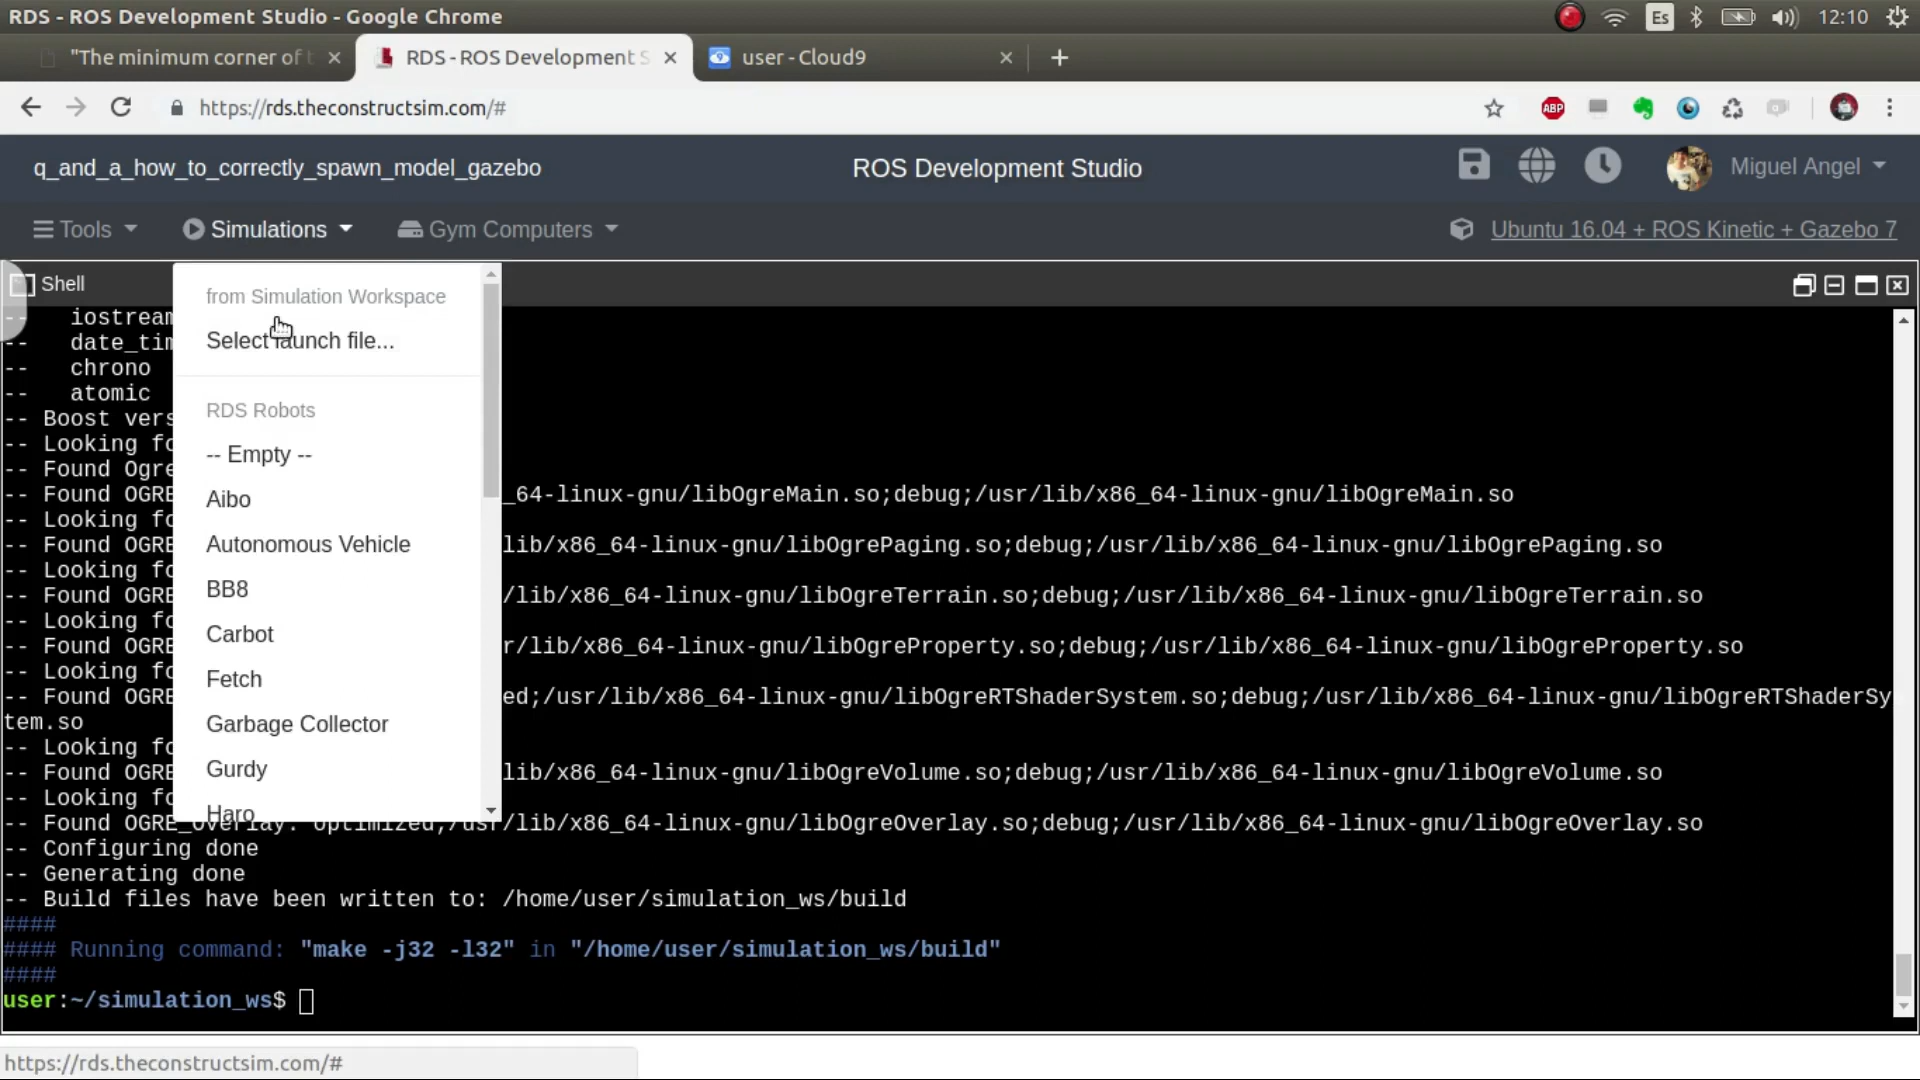 RDS - ROS Development Studio - Google Chrome
Es
12:10
"The minimum corner of t
RDS - ROS Development S
user - Cloud9
https://rds.theconstructsim.com/#
ABP
q_and_a_how_to_correctly_spawn_model_gazebo
ROS Development Studio
Miguel Angel
Tools
Simulations
Gym Computers
Ubuntu 16.04 + ROS Kinetic + Gazebo 7
Shell
from Simulation Workspace
Select launch file...
RDS Robots
-- Empty --
Aibo
Autonomous Vehicle
BB8
Carbot
Fetch
Garbage Collector
Gurdy
Haro
-- iostream
-- date_tim
-- chrono
-- atomic
-- Boost vers
-- Looking fo
-- Found Ogre
-- Found OGRE _64-linux-gnu/libOgreMain.so;debug;/usr/lib/x86_64-linux-gnu/libOgreMain.so
-- Looking fo
-- Found OGRE lib/x86_64-linux-gnu/libOgrePaging.so;debug;/usr/lib/x86_64-linux-gnu/libOgrePaging.so
-- Looking fo
-- Found OGRE /lib/x86_64-linux-gnu/libOgreTerrain.so;debug;/usr/lib/x86_64-linux-gnu/libOgreTerrain.so
-- Looking fo
-- Found OGRE r/lib/x86_64-linux-gnu/libOgreProperty.so;debug;/usr/lib/x86_64-linux-gnu/libOgreProperty.so
-- Looking fo
-- Found OGRE ed;/usr/lib/x86_64-linux-gnu/libOgreRTShaderSystem.so;debug;/usr/lib/x86_64-linux-gnu/libOgreRTShaderSy
tem.so
-- Looking fo
-- Found OGRE lib/x86_64-linux-gnu/libOgreVolume.so;debug;/usr/lib/x86_64-linux-gnu/libOgreVolume.so
-- Looking fo
-- Found OGRE_Overlay: optimized;/usr/lib/x86_64-linux-gnu/libOgreOverlay.so;debug;/usr/lib/x86_64-linux-gnu/libOgreOverlay.so
-- Configuring done
-- Generating done
-- Build files have been written to: /home/user/simulation_ws/build
####
#### Running command: "make -j32 -l32" in "/home/user/simulation_ws/build"
####
user:~/simulation_ws$
https://rds.theconstructsim.com/#